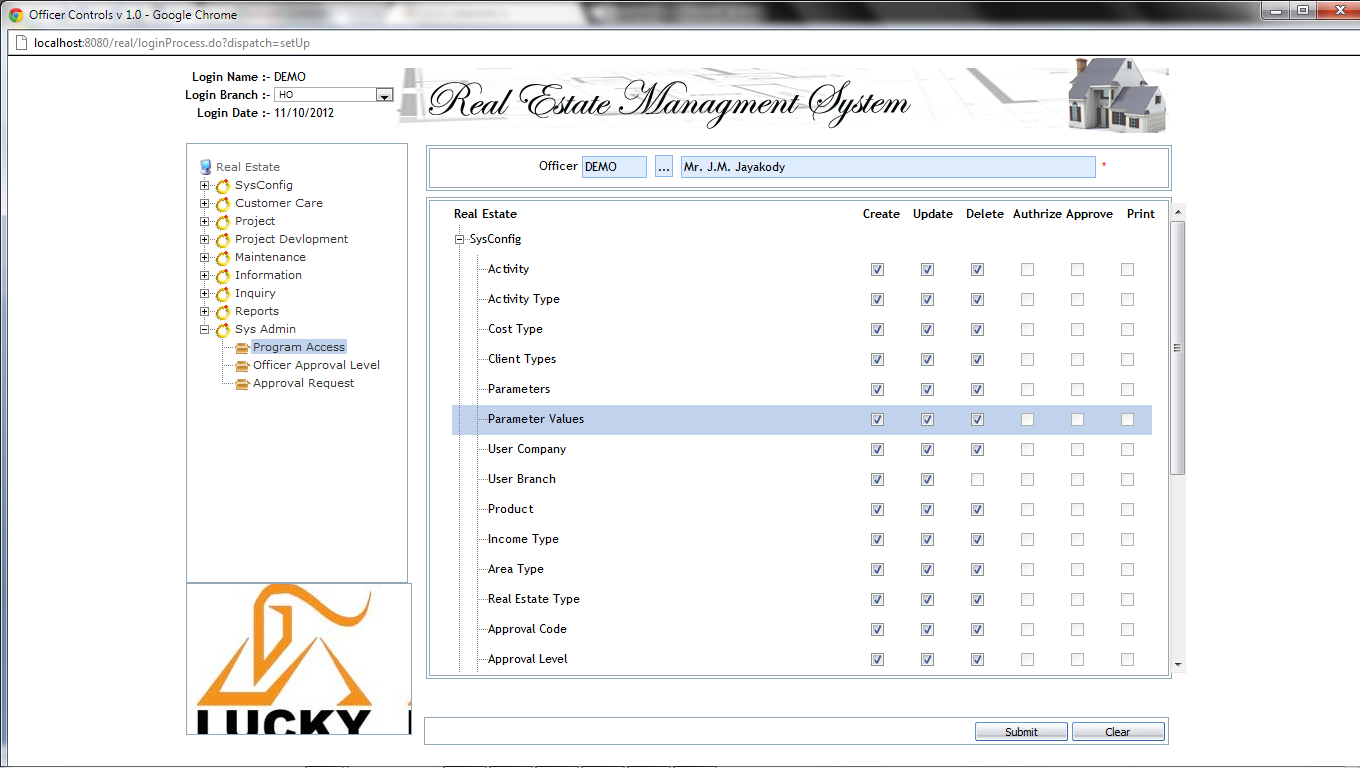 Officer Controls v 1.0 - Google Chrome
localhost:8080/real/loginProcess.do?dispatch=setUp
Login Name :- DEMO
Login Branch :- HO
Login Date :- 11/10/2012
Real Estate Managment System
Real Estate
SysConfig
Customer Care
Project
Project Devlopment
Maintenance
Information
Inquiry
Reports
Sys Admin
Program Access
Officer Approval Level
Approval Request
LUCKY
Officer DEMO ... Mr. J.M. Jayakody *
Real Estate Create Update Delete Authrize Approve Print
SysConfig
Activity
Activity Type
Cost Type
Client Types
Parameters
Parameter Values
User Company
User Branch
Product
Income Type
Area Type
Real Estate Type
Approval Code
Approval Level
Submit Clear